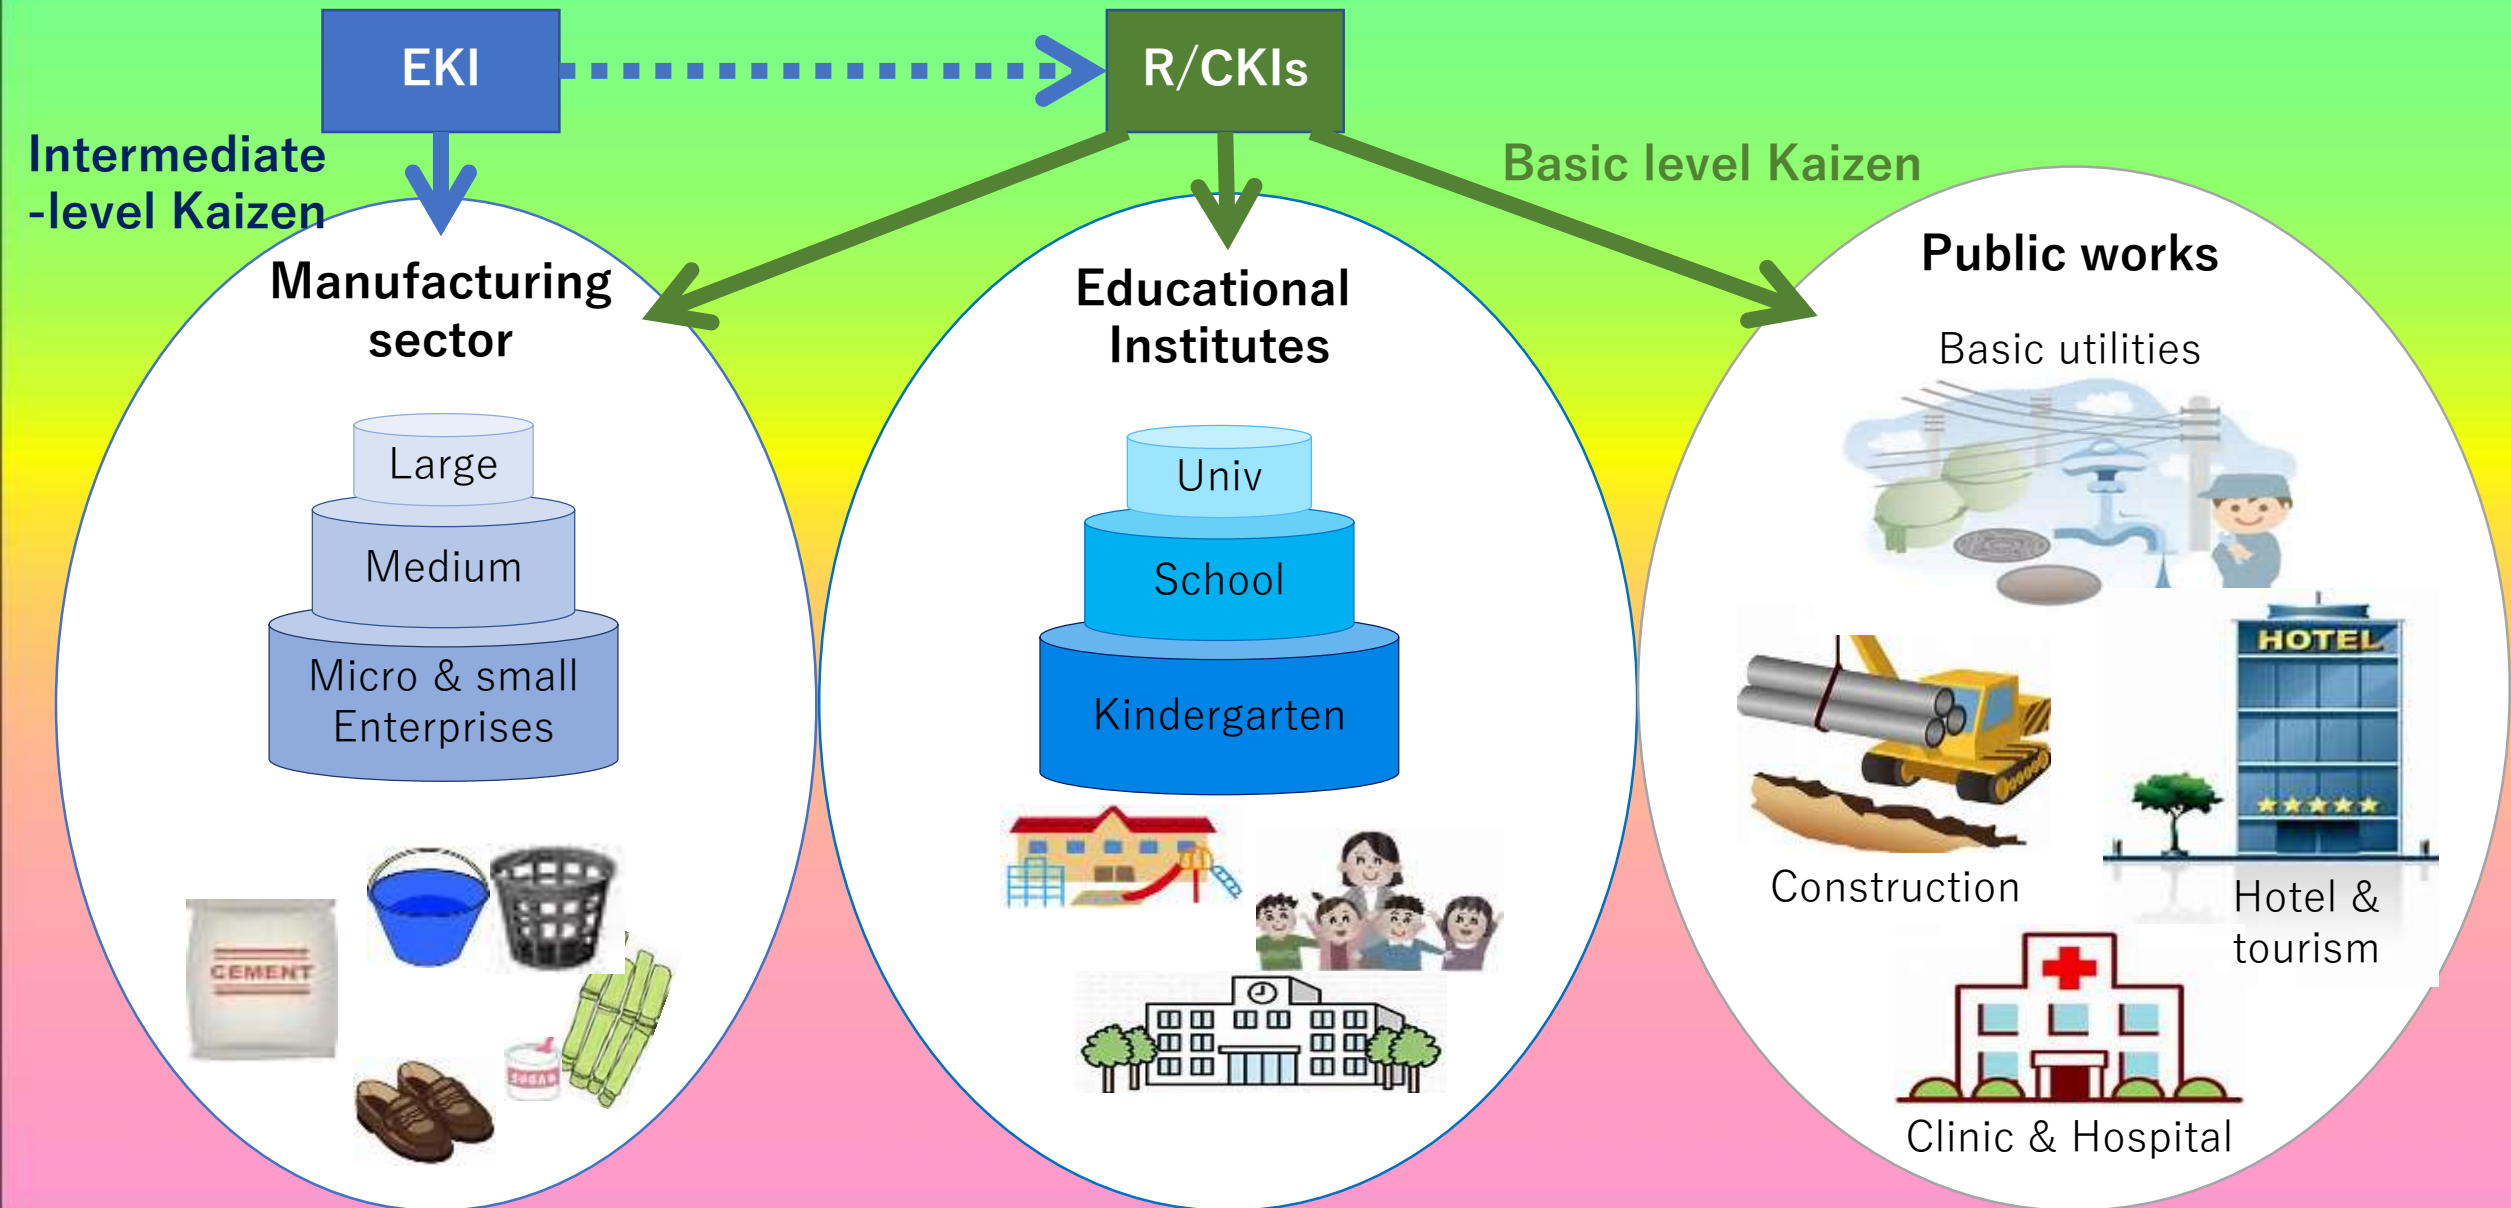 EKI
R/CKIs
Intermediate
-level Kaizen
Basic level Kaizen
Manufacturing
sector
Large
Medium
Micro & small
Enterprises
CEMENT
SUGAR
Educational
Institutes
Univ
School
Kindergarten
Public works
Basic utilities
HOTEL
Construction
Hotel &
tourism
Clinic & Hospital